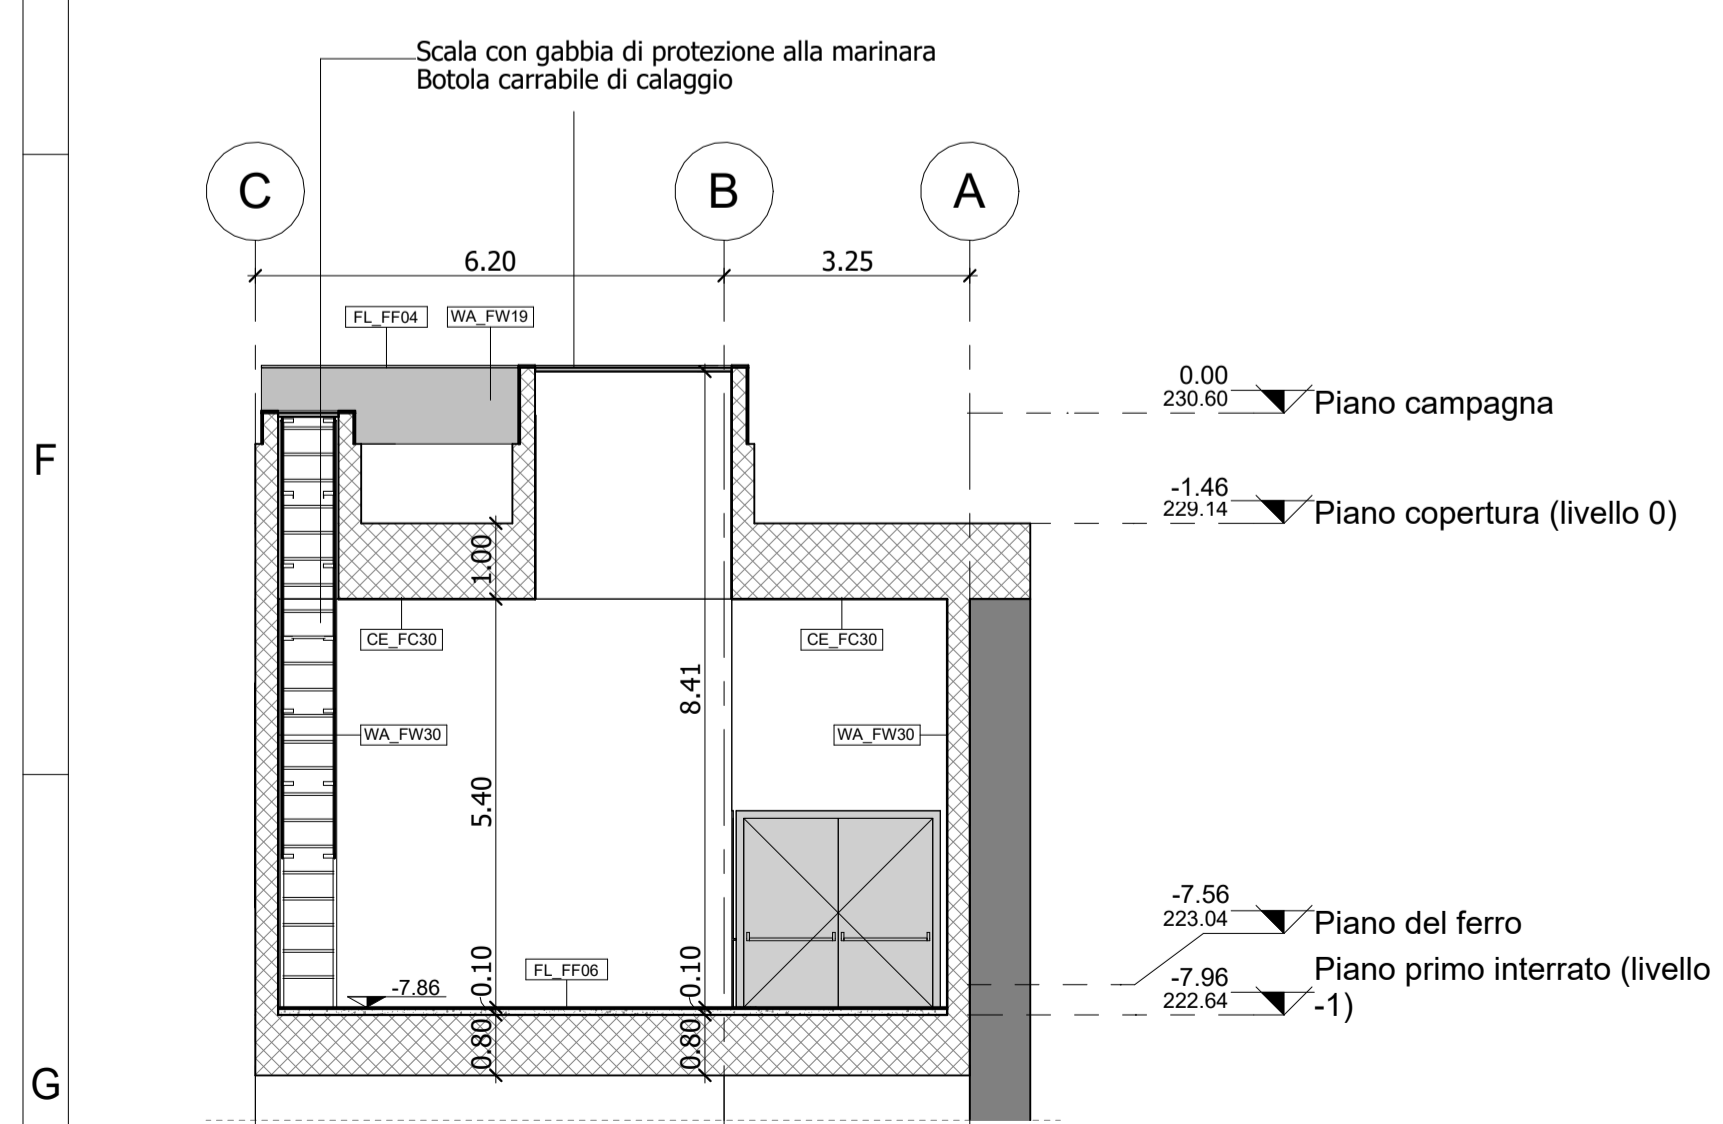 Scala con gabbia di protezione alla marinara
Botola carrabile di calaggio
C
B
A
6.20
3.25
FL_FF04
WA_FW19
0.00
230.60
Piano campagna
F
-1.46
229.14
Piano copertura (livello 0)
1.00
CE_FC30
CE_FC30
8.41
WA_FW30
WA_FW30
5.40
-7.56
223.04
Piano del ferro
0.10
0.10
FL_FF06
-7.86
-7.96
222.64
Piano primo interrato (livello
-1)
0.80
0.80
G